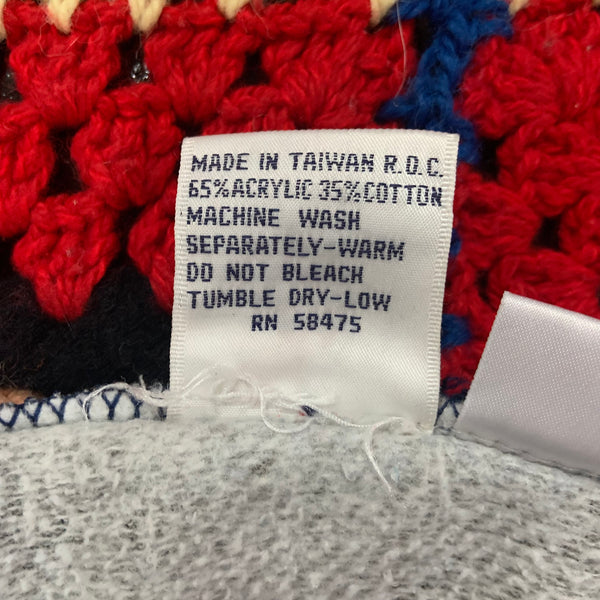 MADE IN TAIWAN R.O.C.
65% ACRYLIC 35% COTTON
MACHINE WASH
SEPARATELY-WARM
DO NOT BLEACH
TUMBLE DRY-LOW
RN 58475